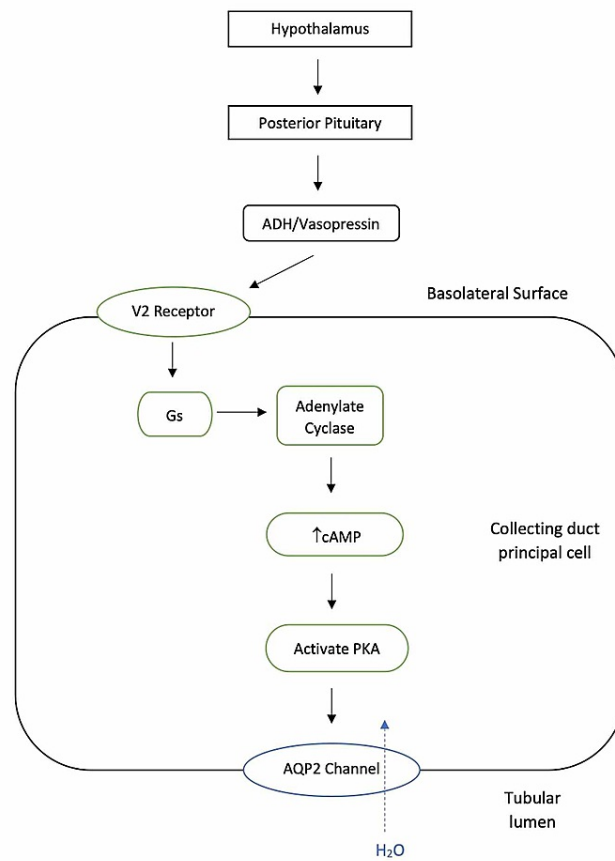 Hypothalamus
Posterior Pituitary
ADH/Vasopressin
Basolateral Surface
V2 Receptor
Gs
Adenylate
Cyclase
↑cAMP
Collecting duct
principal cell
Activate PKA
AQP2 Channel
Tubular
lumen
H₂O